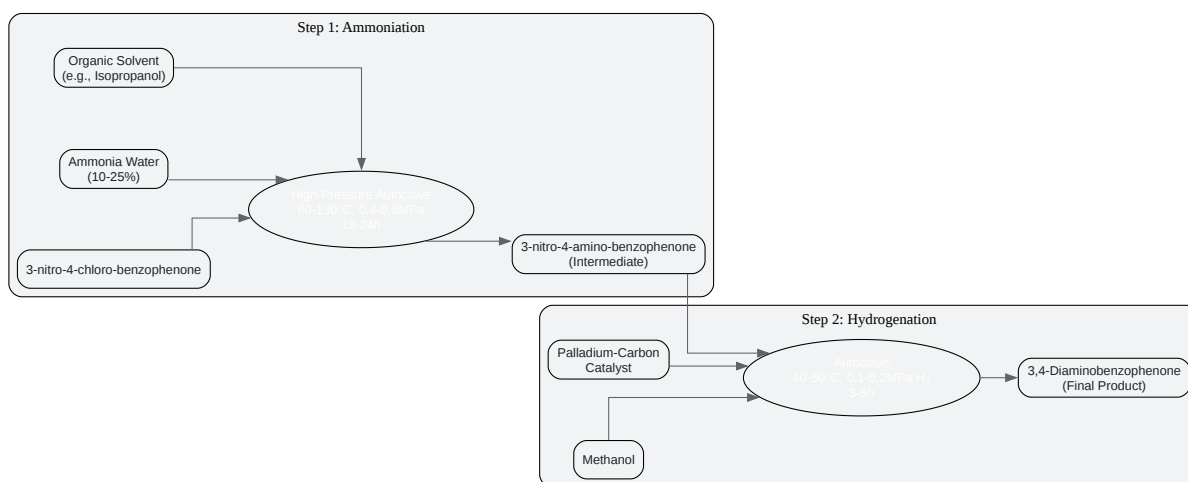 Step 1: Ammoniation
Organic Solvent
(e.g., Isopropanol)
Ammonia Water
(10-25%)
High-Pressure Autoclave
80-130°C, 0.4-0.6MPa
18-24h
3-nitro-4-chloro-benzophenone
3-nitro-4-amino-benzophenone
(Intermediate)
Step 2: Hydrogenation
Palladium-Carbon
Catalyst
Autoclave
40-50°C, 0.1-0.2MPa H₂
3-5h
3,4-Diaminobenzophenone
(Final Product)
Methanol